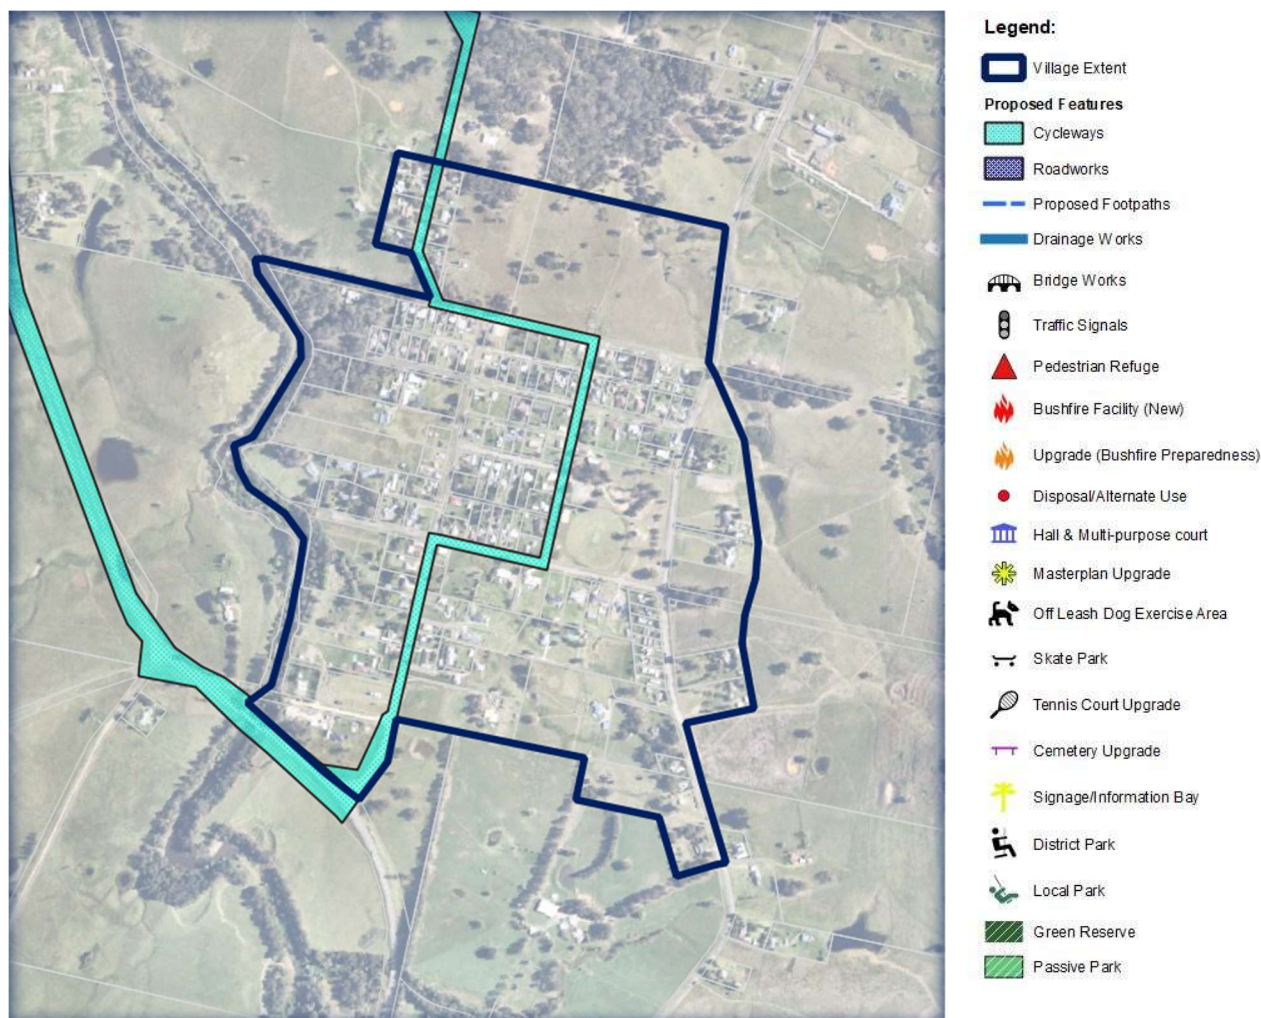 Legend:
Village Extent
Proposed Features
Cycleways
Roadworks
Proposed Footpaths
Drainage Works
Bridge Works
Traffic Signals
Pedestrian Refuge
Bushfire Facility (New)
Upgrade (Bushfire Preparedness)
Disposal/Alternate Use
Hall & Multi-purpose court
Masterplan Upgrade
Off Leash Dog Exercise Area
Skate Park
Tennis Court Upgrade
Cemetery Upgrade
Signage/Information Bay
District Park
Local Park
Green Reserve
Passive Park